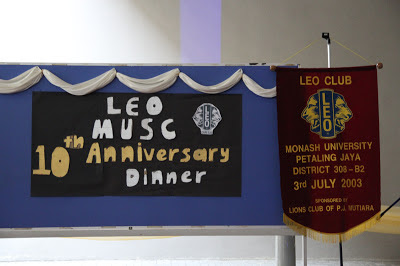 LEO
MUSC
10th Anniversary
Dinner
LEO
LEO CLUB
LEO
MONASH UNIVERSITY
PETALING JAYA
DISTRICT 308-B2
3rd JULY 2003
SPONSORED BY
LIONS CLUB OF P.J. MUTIARA